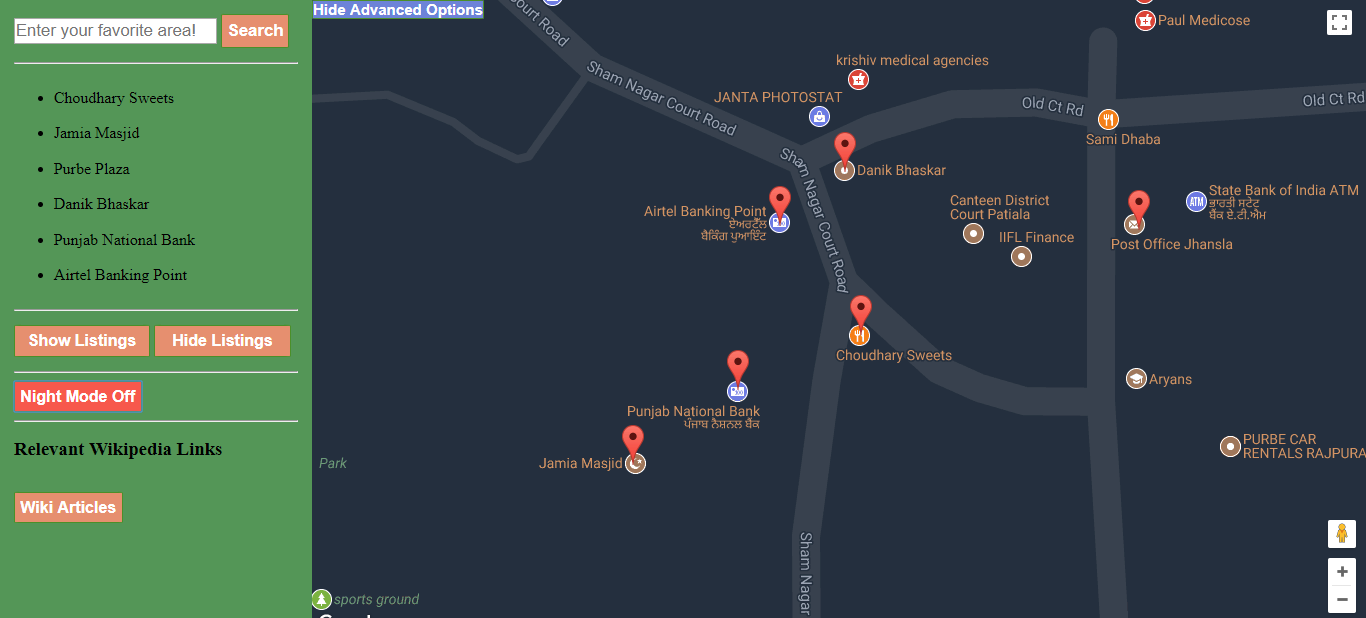 Enter your favorite area!
Search
Choudhary Sweets
Jamia Masjid
Purbe Plaza
Danik Bhaskar
Punjab National Bank
Airtel Banking Point
Show Listings
Hide Listings
Night Mode Off
Relevant Wikipedia Links
Wiki Articles
Hide Advanced Options
Court Road
Paul Medicose
krishiv medical agencies
Sham Nagar Court Road
JANTA PHOTOSTAT
Old Ct Rd
Old Ct Rd
Sami Dhaba
Sham Nagar Court Road
Danik Bhaskar
State Bank of India ATM
ਭਾਰਤੀ ਸਟੇਟ
ਬੈਂਕ ਏ.ਟੀ.ਐਮ
Airtel Banking Point
ਏਅਰਟੈੱਲ
ਬੈਕਿੰਗ ਪੁਆਇੰਟ
Canteen District
Court Patiala
IIFL Finance
ATM
Post Office Jhansla
Choudhary Sweets
Aryans
Punjab National Bank
ਪੰਜਾਬ ਨੈਸ਼ਨਲ ਬੈਂਕ
PURBE CAR
RENTALS RAJPURA
Park
Jamia Masjid
Sham Nagar
sports ground